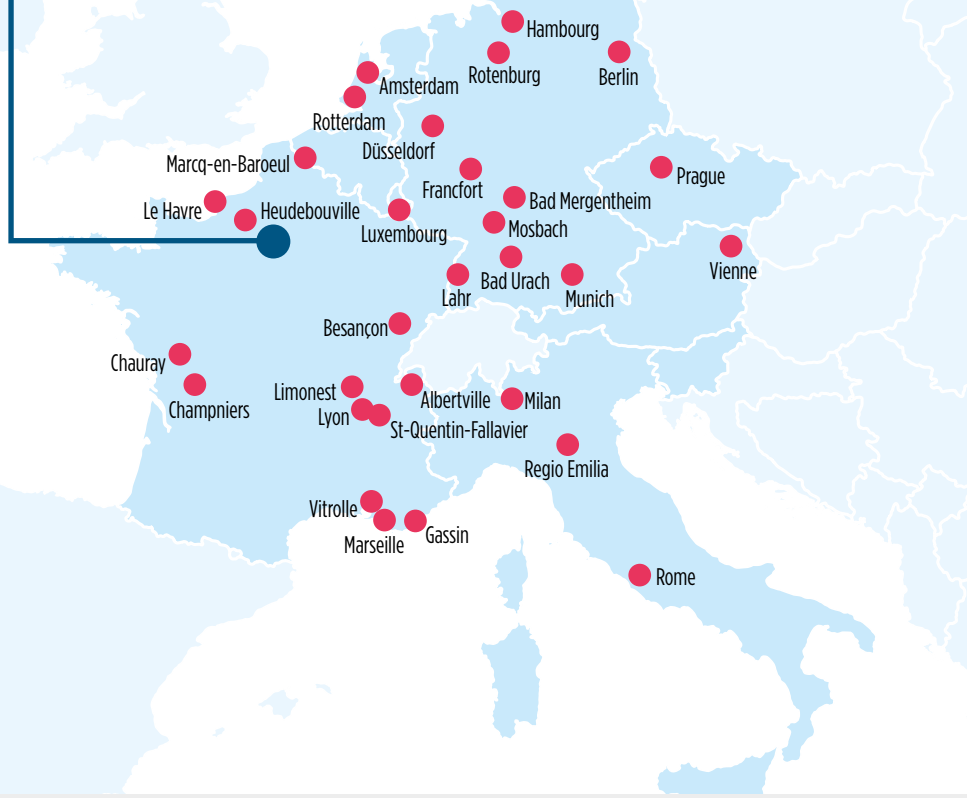 Hambourg
Rotenburg
Berlin
Amsterdam
Rotterdam
Düsseldorf
Marcq-en-Baroeul
Francfort
Prague
Bad Mergentheim
Le Havre
Heudebouville
Mosbach
Luxembourg
Vienne
Bad Urach
Lahr
Munich
Besançon
Chauray
Limonest
Albertville
Milan
Champniers
Lyon
St-Quentin-Fallavier
Regio Emilia
Vitrolle
Gassin
Marseille
Rome